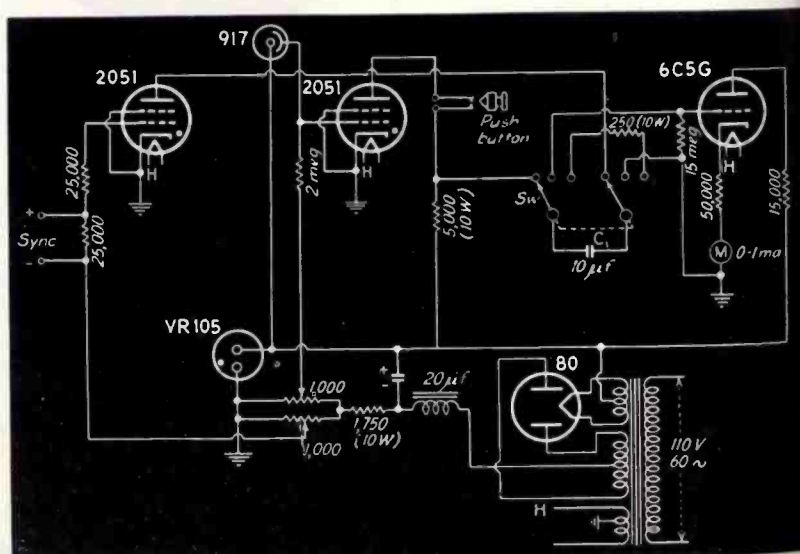 917
2051
2051
6C5G
Push
button
250 (10W)
15 meg
25,000
2 meg
H
H
H
50,000
15,000
+
Sync
-
25,000
5,000
(10W)
Sw
C₁
10 μf
M
0-1 ma
VR105
+
-
20 μf
80
1,000
1,750
(10W)
1,000
110 V
60 ~
H